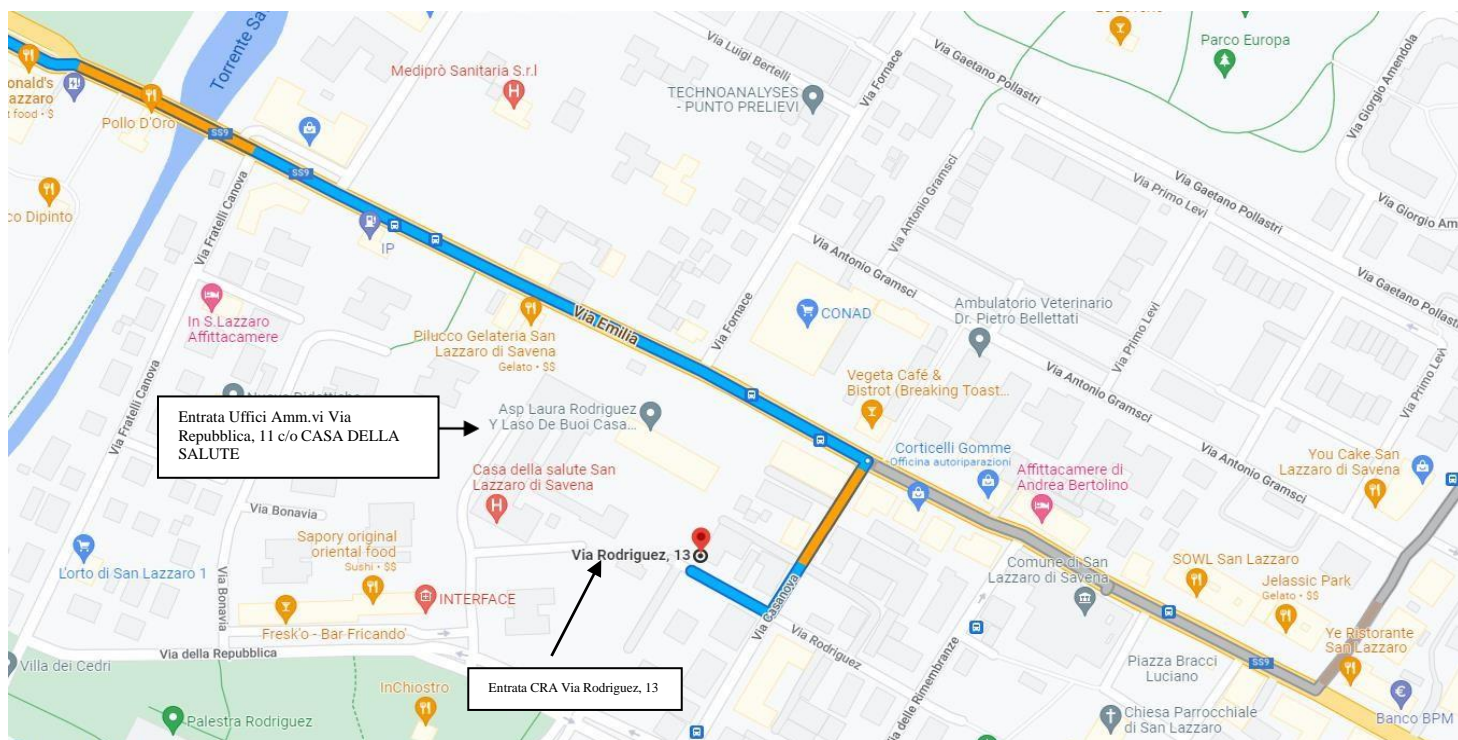 Le Levele
Parco Europa
Via Giorgio Amendola
Via Luigi Bertelli
Via Fornace
Via Gaetano Pollastri
Torrente Sa
Mediprò Sanitaria S.r.l
TECHNOANALYSES
- PUNTO PRELIEVI
onald's
azzaro
t food • $
Pollo D'Oro
SS9
SS9
Via Antonio Gramsci
Via Primo Levi
Via Gaetano Pollastri
Via Giorgio Am
co Dipinto
Via Fratelli Canova
IP
Via Antonio Gramsci
Via Gaetano Pollastri
In S.Lazzaro
Affittacamere
Via Emilia
Via Fornace
CONAD
Ambulatorio Veterinario
Dr. Pietro Bellettati
Via Primo Levi
Pilucco Gelateria San
Lazzaro di Savena
Gelato • $$
Via Primo Levi
Vegeta Café &
Bistrot (Breaking Toast...
Via Antonio Gramsci
Via Fratelli Canova
Entrata Uffici Amm.vi Via
Repubblica, 11 c/o CASA DELLA
SALUTE
Asp Laura Rodriguez
Y Laso De Buoi Casa...
Corticelli Gomme
Officina autoriparazioni
Affittacamere di
Andrea Bertolino
Via Antonio Gramsci
You Cake San
Lazzaro di Savena
Casa della salute San
Lazzaro di Savena
Via Bonavia
Sapory original
oriental food
Sushi • $$
Via Rodriguez, 13
Comune di San
Lazzaro di Savena
SOWL San Lazzaro
L'orto di San Lazzaro 1
Jelassic Park
Gelato • $$
Via Bonavia
INTERFACE
Via Casanova
Fresk'o - Bar Fricando'
Via Rodriguez
Ye Ristorante
San Lazzaro
Via della Repubblica
Via delle Rimembranze
SS9
Villa dei Cedri
Piazza Bracci
Luciano
Entrata CRA Via Rodriguez, 13
InChiostro
Palestra Rodriguez
Chiesa Parrocchiale
di San Lazzaro
Banco BPM